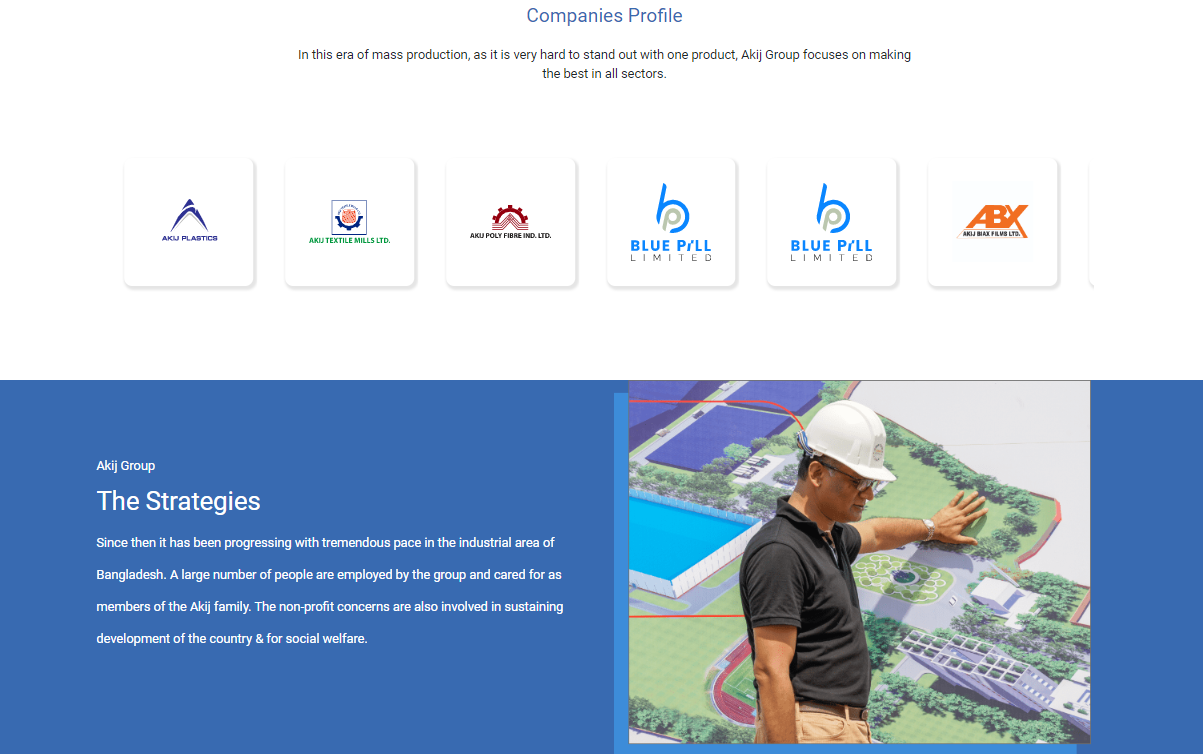 Companies Profile
In this era of mass production, as it is very hard to stand out with one product, Akij Group focuses on making
the best in all sectors.
AKIJ PLASTICS
AKIJ TEXTILE MILLS LTD.
AKIJ POLY FIBRE IND. LTD.
BLUE PILL
LIMITED
BLUE PILL
LIMITED
ABX
AKIJ BIAX FILMS LTD.
Akij Group
The Strategies
Since then it has been progressing with tremendous pace in the industrial area of
Bangladesh. A large number of people are employed by the group and cared for as
members of the Akij family. The non-profit concerns are also involved in sustaining
development of the country & for social welfare.